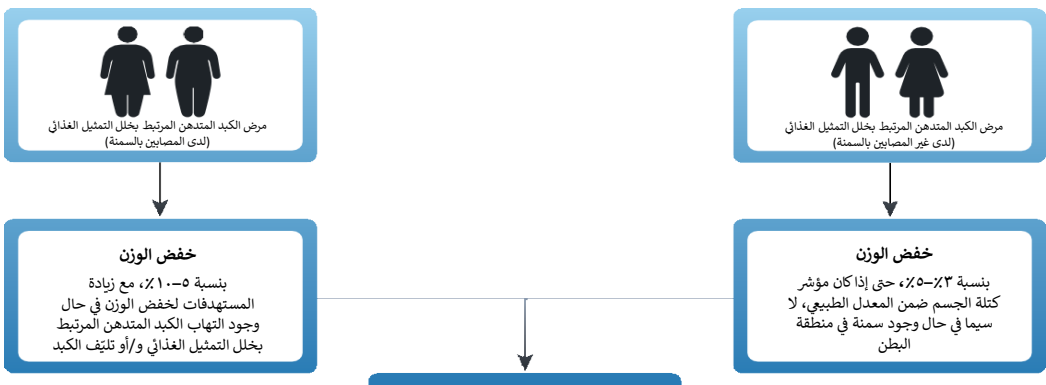 مرض الكبد المتدهن المرتبط بخلل التمثيل الغذائي
(لدى غير المصابين بالسمنة)
خفض الوزن
بنسبة ٣٪–٥٪، حتى إذا كان مؤشر
كتلة الجسم ضمن المعدل الطبيعي، لا
سيما في حال وجود سمنة في منطقة
البطن
مرض الكبد المتدهن المرتبط بخلل التمثيل الغذائي
(لدى المصابين بالسمنة)
خفض الوزن
بنسبة ٥–١٠٪، مع زيادة
المستهدفات لخفض الوزن في حال
وجود التهاب الكبد المتدهن المرتبط
بخلل التمثيل الغذائي و/أو تليّف الكبد